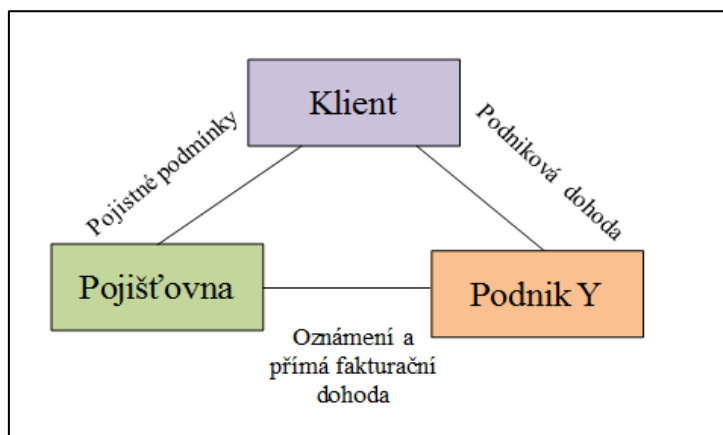 Klient
Pojistné podmínky
Podniková dohoda
Pojišťovna
Podnik Y
Oznámení a
přímá fakturační
dohoda